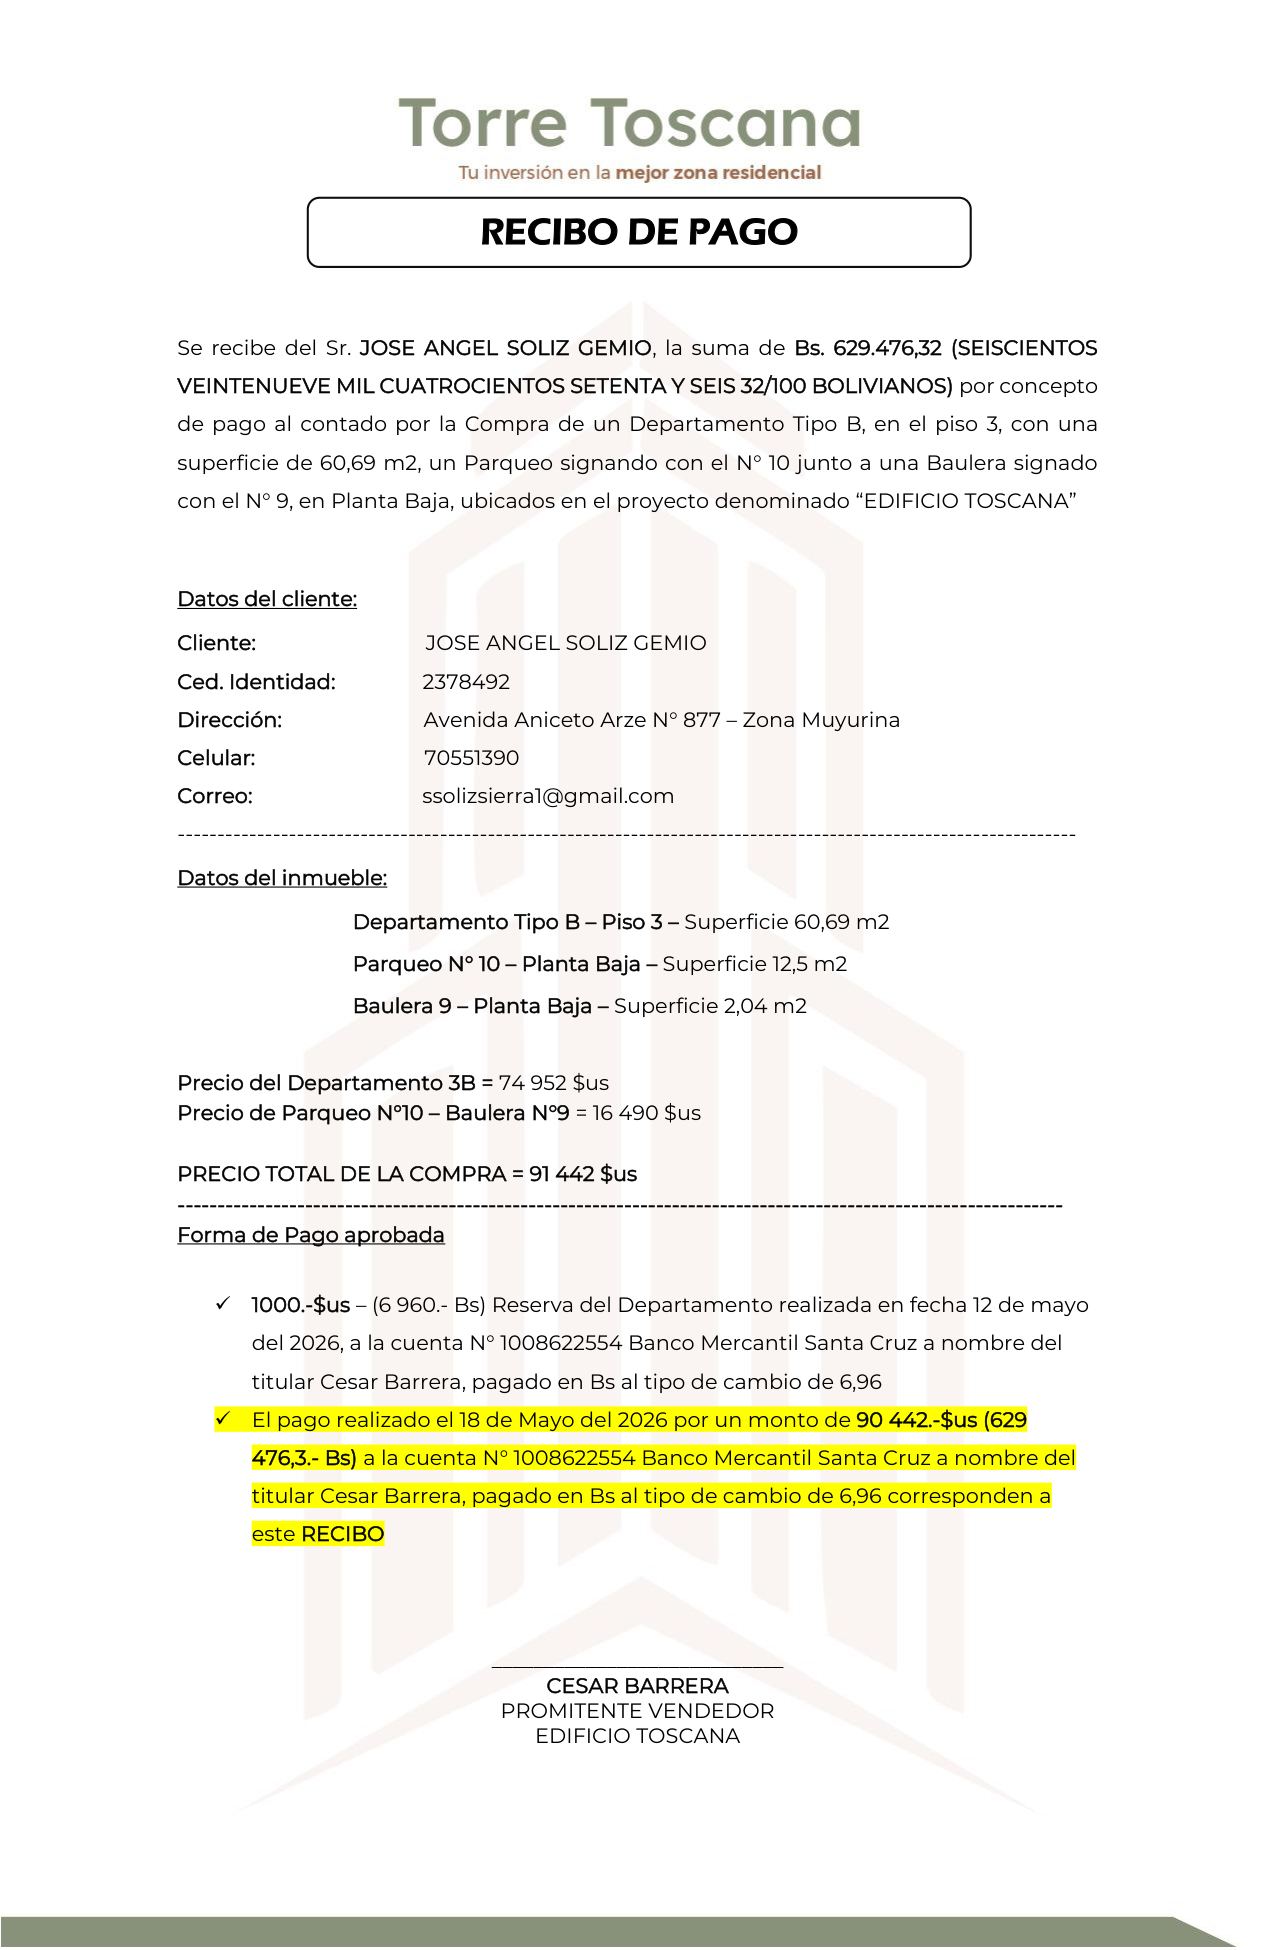 Torre Toscana
Tu inversión en la mejor zona residencial
RECIBO DE PAGO
Se recibe del Sr. JOSE ANGEL SOLIZ GEMIO, la suma de Bs. 629.476,32 (SEISCIENTOS
VEINTENUEVE MIL CUATROCIENTOS SETENTA Y SEIS 32/100 BOLIVIANOS) por concepto
de pago al contado por la Compra de un Departamento Tipo B, en el piso 3, con una
superficie de 60,69 m2, un Parqueo signando con el N° 10 junto a una Baulera signado
con el N° 9, en Planta Baja, ubicados en el proyecto denominado “EDIFICIO TOSCANA”
Datos del cliente:
Cliente: JOSE ANGEL SOLIZ GEMIO
Ced. Identidad: 2378492
Dirección: Avenida Aniceto Arze N° 877 – Zona Muyurina
Celular: 70551390
Correo: ssolizsierra1@gmail.com
------------------------------------------------------------------------------------------------------------------
Datos del inmueble:
Departamento Tipo B – Piso 3 – Superficie 60,69 m2
Parqueo N° 10 – Planta Baja – Superficie 12,5 m2
Baulera 9 – Planta Baja – Superficie 2,04 m2
Precio del Departamento 3B = 74 952 $us
Precio de Parqueo N°10 – Baulera N°9 = 16 490 $us
PRECIO TOTAL DE LA COMPRA = 91 442 $us
----------------------------------------------------------------------------------------------------------------
Forma de Pago aprobada
✓ 1000.-$us – (6 960.- Bs) Reserva del Departamento realizada en fecha 12 de mayo
del 2026, a la cuenta N° 1008622554 Banco Mercantil Santa Cruz a nombre del
titular Cesar Barrera, pagado en Bs al tipo de cambio de 6,96
✓ El pago realizado el 18 de Mayo del 2026 por un monto de 90 442.-$us (629
476,3.- Bs) a la cuenta N° 1008622554 Banco Mercantil Santa Cruz a nombre del
titular Cesar Barrera, pagado en Bs al tipo de cambio de 6,96 corresponden a
este RECIBO
____________________________
CESAR BARRERA
PROMITENTE VENDEDOR
EDIFICIO TOSCANA